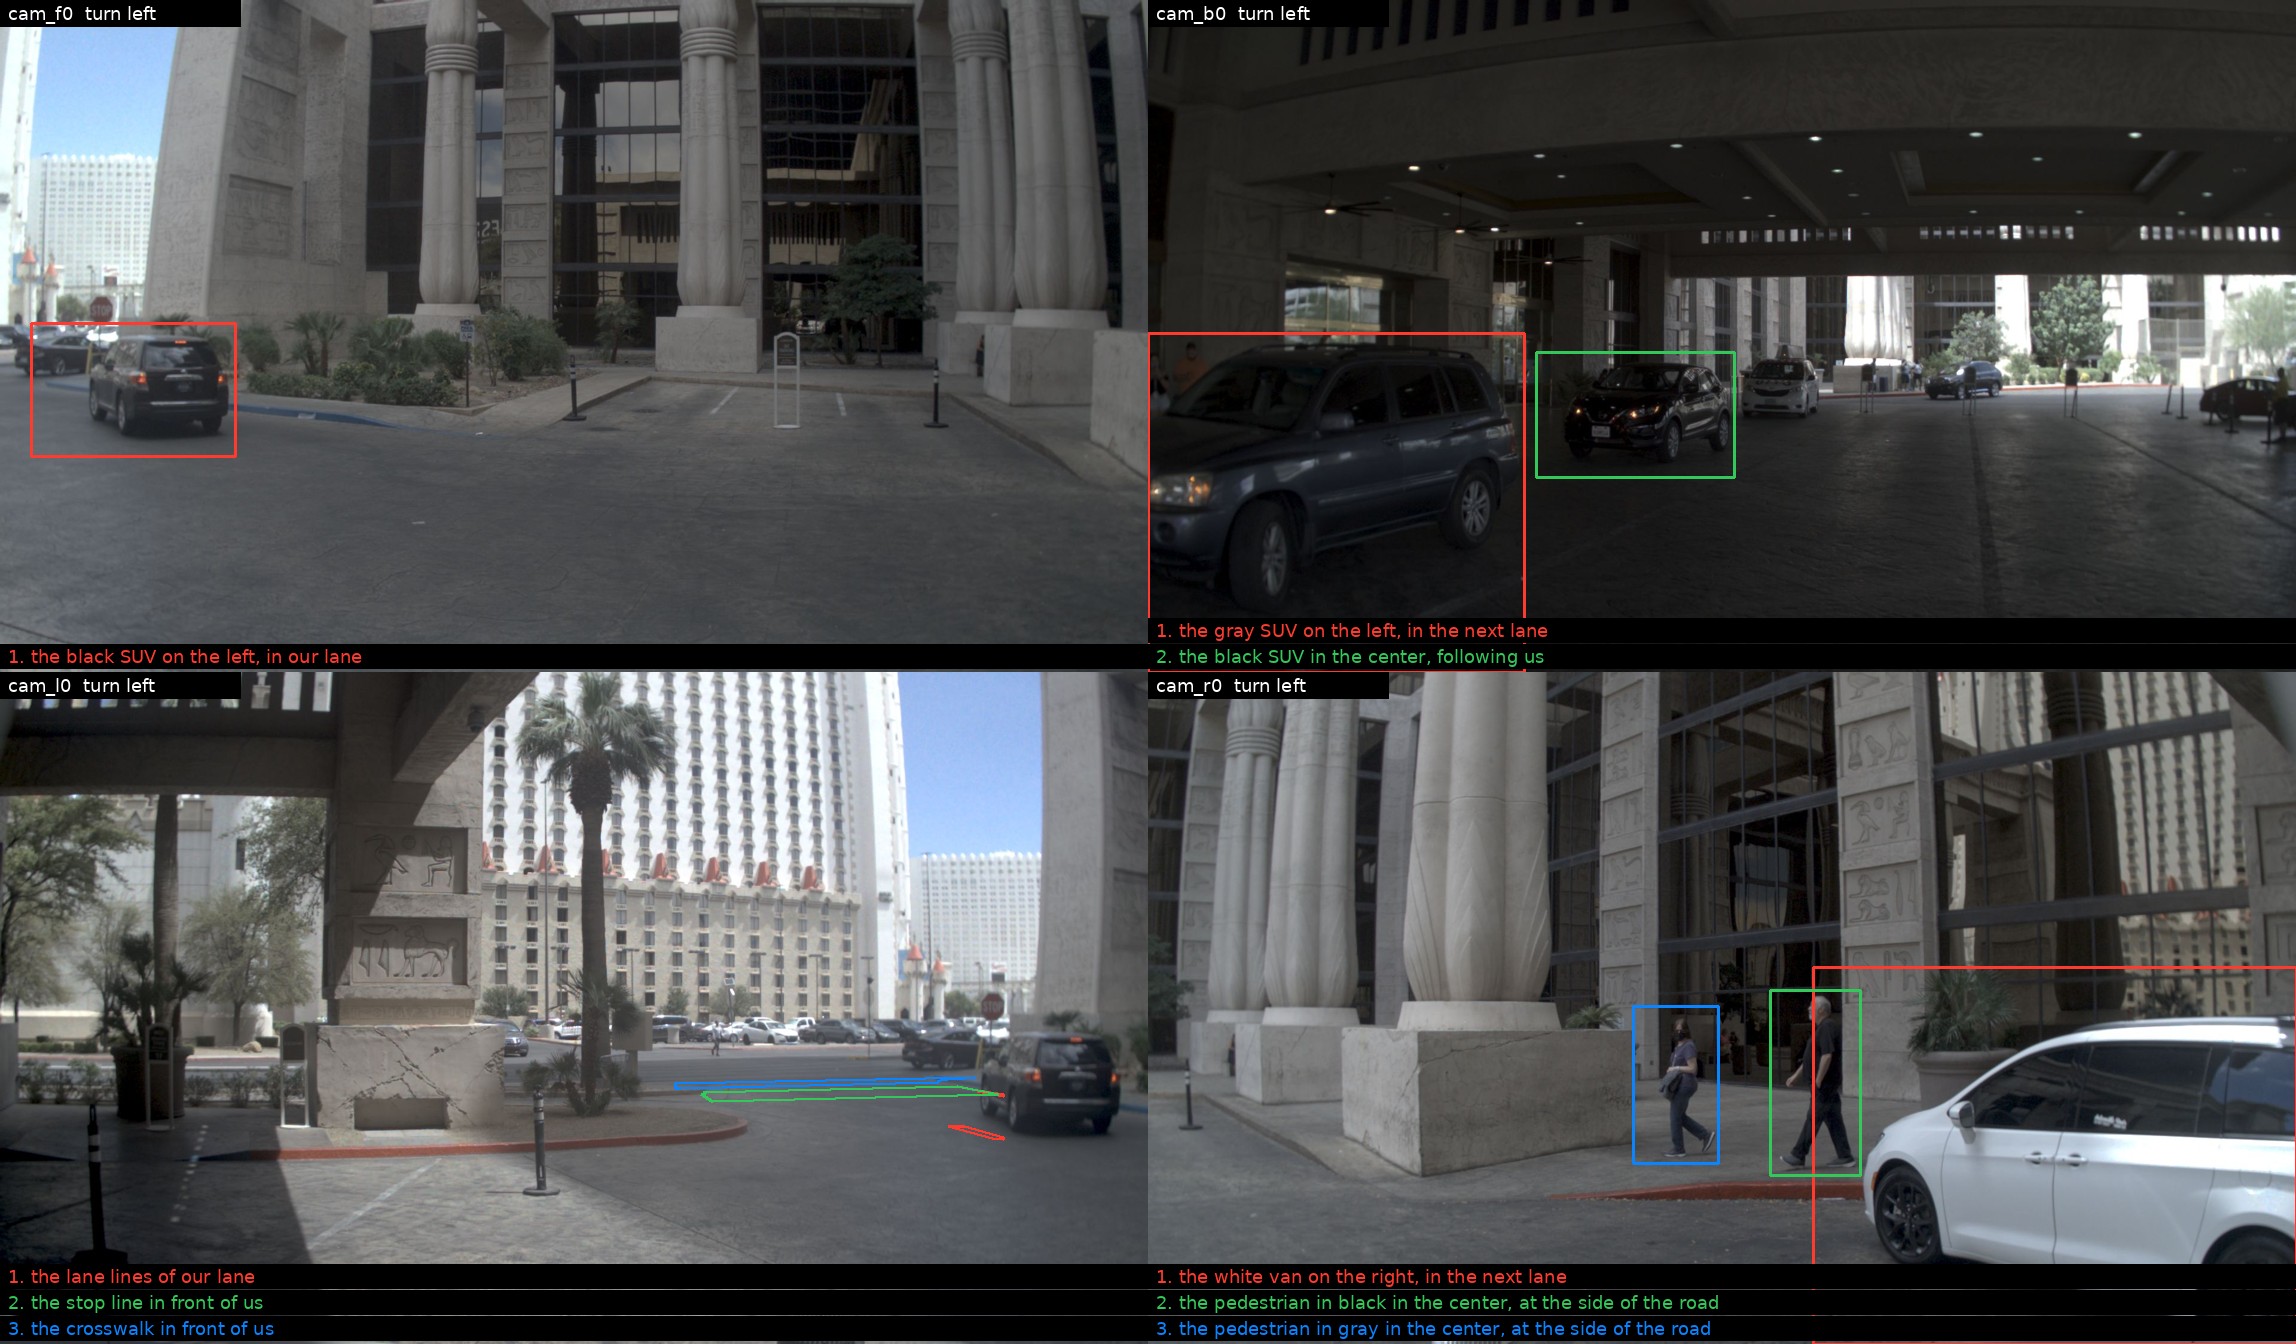 cam_f0 turn left
STOP
1. the black SUV on the left, in our lane
cam_b0 turn left
1. the gray SUV on the left, in the next lane
2. the black SUV in the center, following us
cam_l0 turn left
1. the lane lines of our lane
2. the stop line in front of us
3. the crosswalk in front of us
cam_r0 turn left
1. the white van on the right, in the next lane
2. the pedestrian in black in the center, at the side of the road
3. the pedestrian in gray in the center, at the side of the road